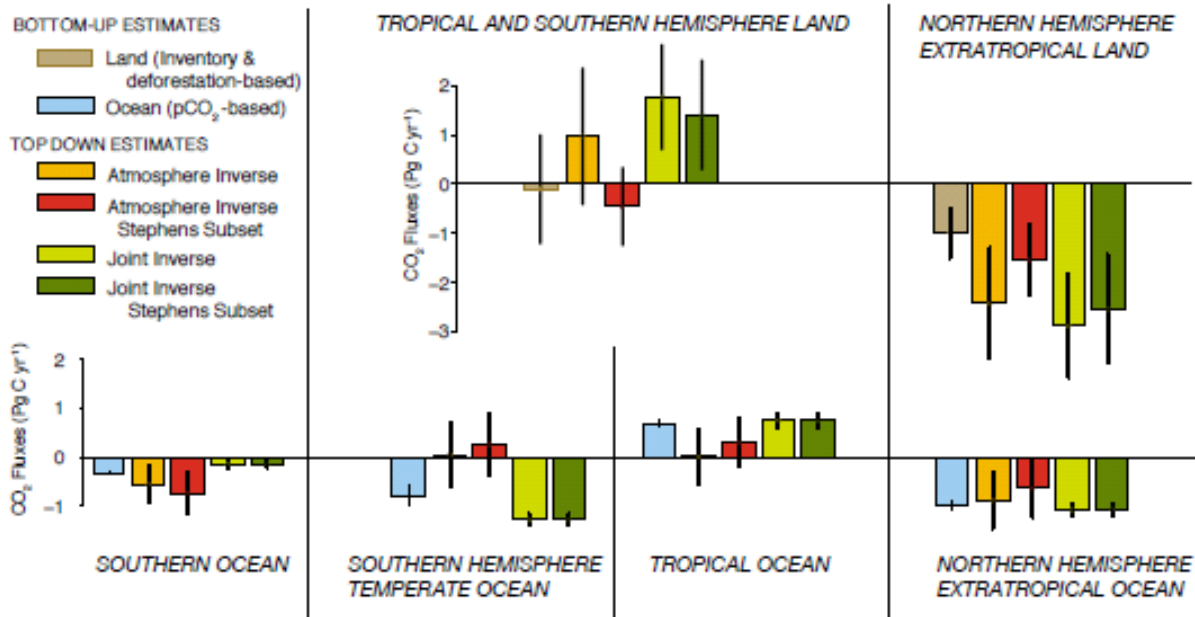 BOTTOM-UP ESTIMATES
Land (Inventory &
deforestation-based)
Ocean (pCO₂-based)
TOP DOWN ESTIMATES
Atmosphere Inverse
Atmosphere Inverse
Stephens Subset
Joint Inverse
Joint Inverse
Stephens Subset
TROPICAL AND SOUTHERN HEMISPHERE LAND
CO₂ Fluxes (Pg C yr⁻¹)
2
1
0
−1
−2
−3
NORTHERN HEMISPHERE
EXTRATROPICAL LAND
CO₂ Fluxes (Pg C yr⁻¹)
2
1
0
−1
SOUTHERN OCEAN
SOUTHERN HEMISPHERE
TEMPERATE OCEAN
TROPICAL OCEAN
NORTHERN HEMISPHERE
EXTRATROPICAL OCEAN